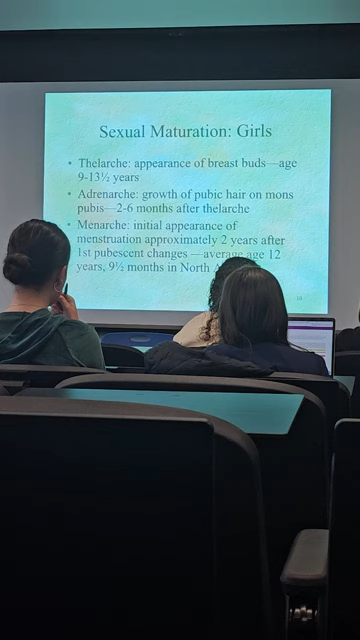 Sexual Maturation: Girls
• Thelarche: appearance of breast buds—age
9-13½ years
• Adrenarche: growth of pubic hair on mons
pubis—2-6 months after thelarche
• Menarche: initial appearance of
menstruation approximately 2 years after
1st pubescent changes — average age 12
years, 9½ months in North
10